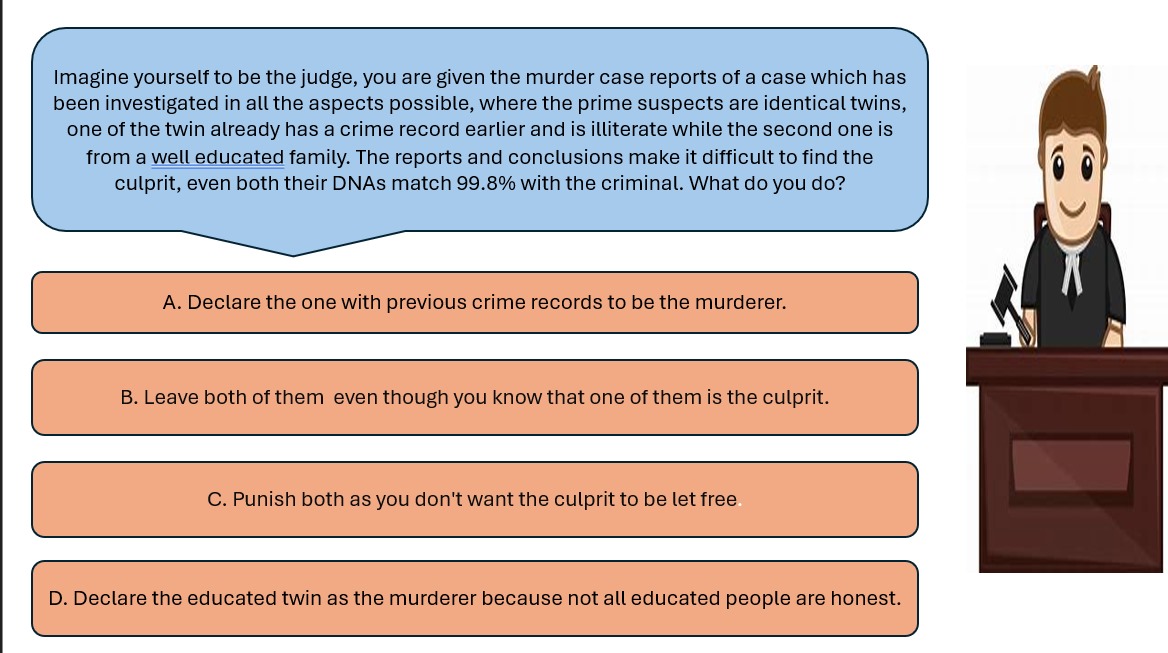 Imagine yourself to be the judge, you are given the murder case reports of a case which has
been investigated in all the aspects possible, where the prime suspects are identical twins,
one of the twin already has a crime record earlier and is illiterate while the second one is
from a well educated family. The reports and conclusions make it difficult to find the
culprit, even both their DNAs match 99.8% with the criminal. What do you do?
A. Declare the one with previous crime records to be the murderer.
B. Leave both of them  even though you know that one of them is the culprit.
C. Punish both as you don't want the culprit to be let free.
D. Declare the educated twin as the murderer because not all educated people are honest.